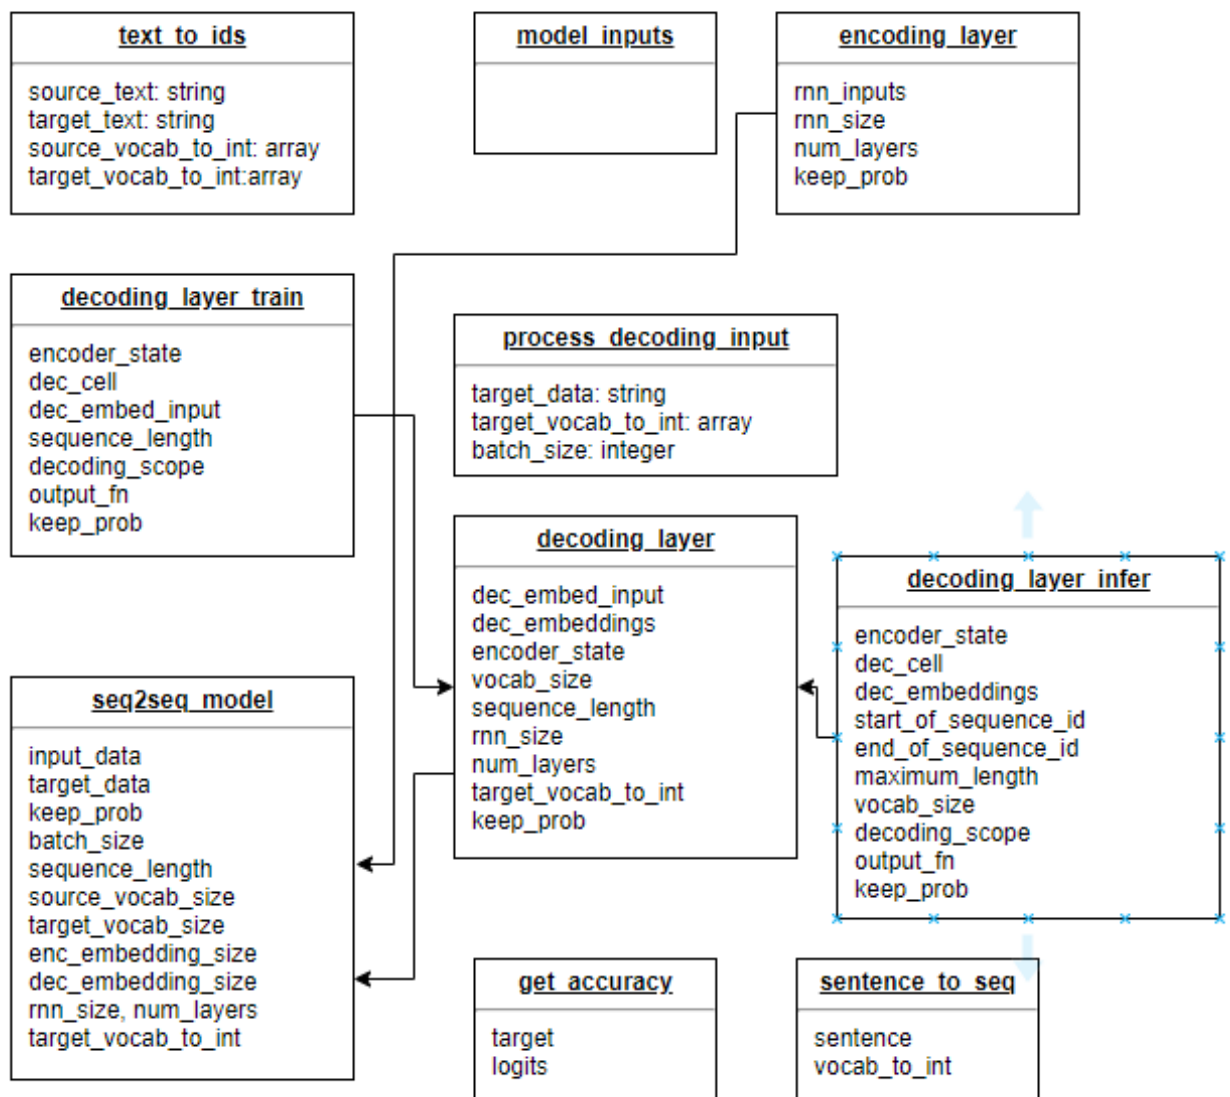 text_to_ids
source_text: string
target_text: string
source_vocab_to_int: array
target_vocab_to_int:array
model_inputs
encoding_layer
rnn_inputs
rnn_size
num_layers
keep_prob
decoding_layer_train
encoder_state
dec_cell
dec_embed_input
sequence_length
decoding_scope
output_fn
keep_prob
process_decoding_input
target_data: string
target_vocab_to_int: array
batch_size: integer
decoding_layer
dec_embed_input
dec_embeddings
encoder_state
vocab_size
sequence_length
rnn_size
num_layers
target_vocab_to_int
keep_prob
decoding_layer_infer
encoder_state
dec_cell
dec_embeddings
start_of_sequence_id
end_of_sequence_id
maximum_length
vocab_size
decoding_scope
output_fn
keep_prob
seq2seq_model
input_data
target_data
keep_prob
batch_size
sequence_length
source_vocab_size
target_vocab_size
enc_embedding_size
dec_embedding_size
rnn_size, num_layers
target_vocab_to_int
get_accuracy
target
logits
sentence_to_seq
sentence
vocab_to_int